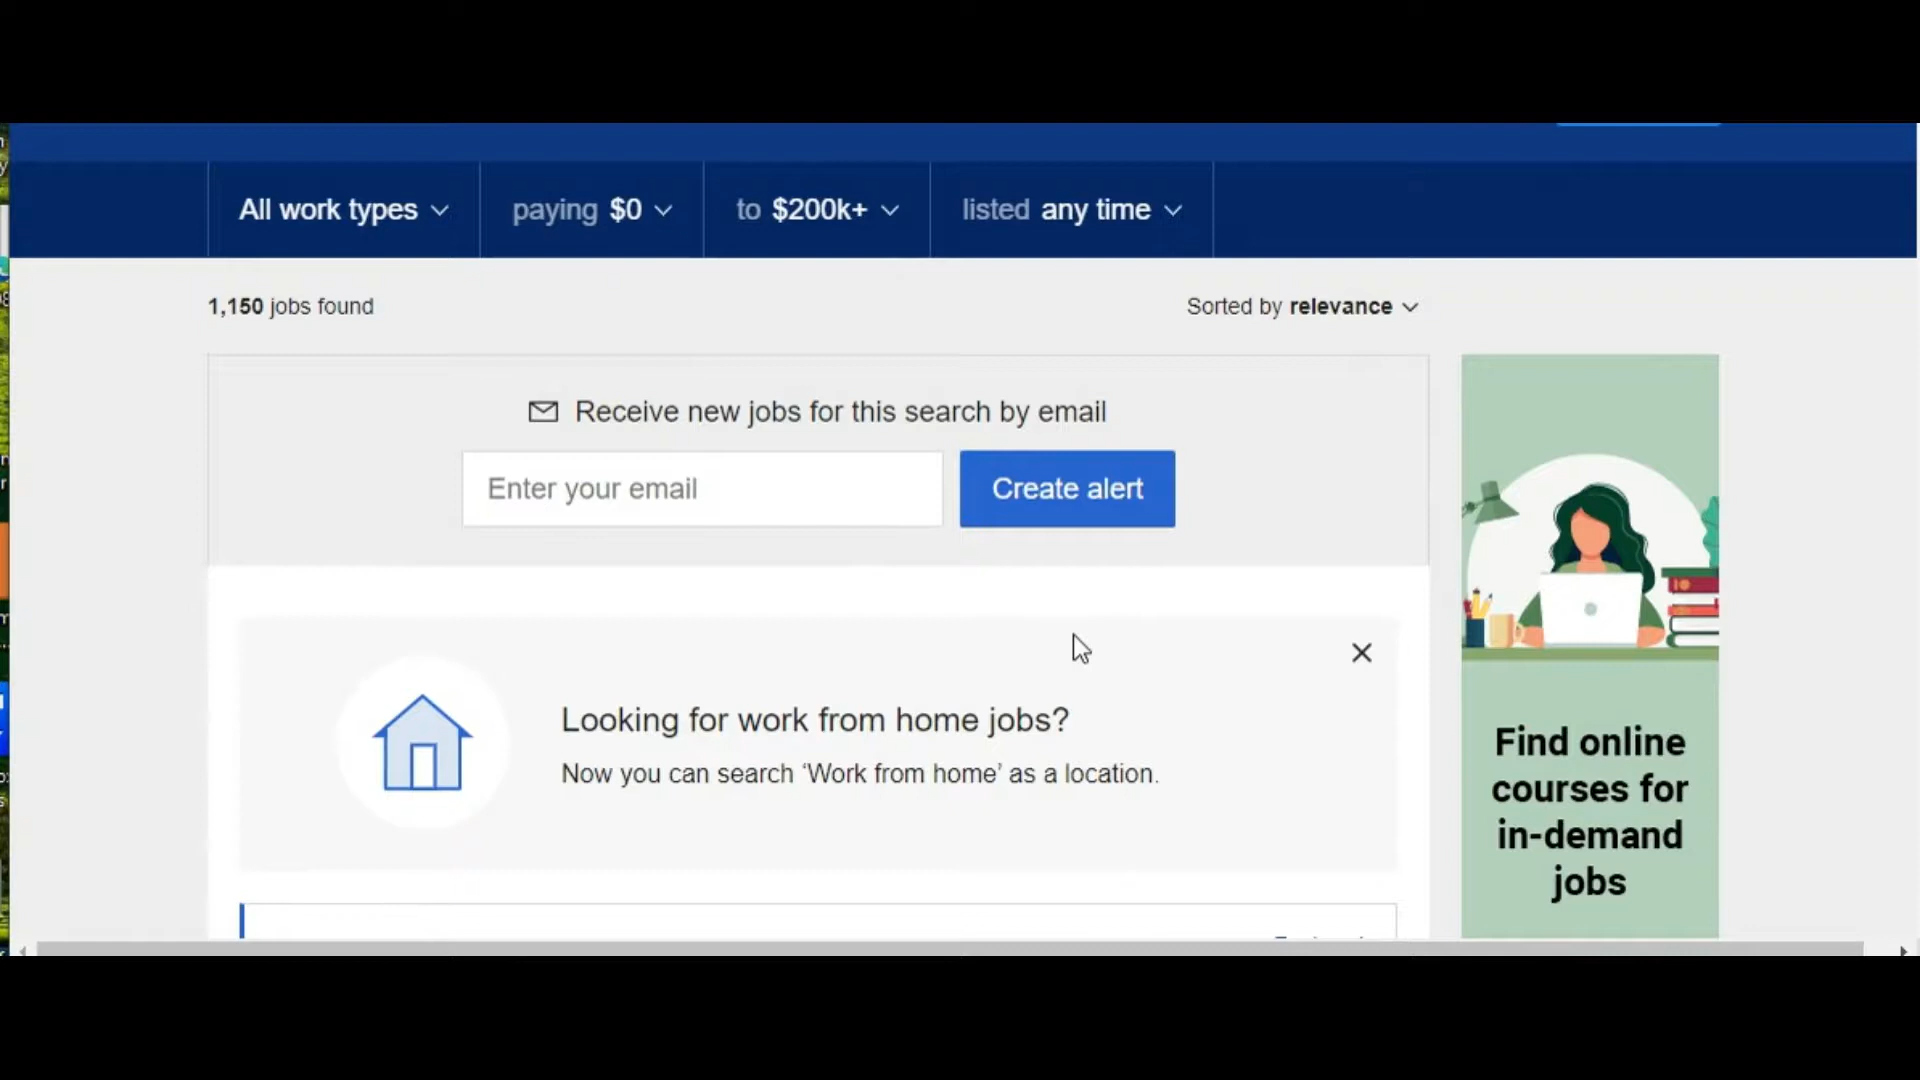 All work types
paying $0
to $200k+
listed any time
1,150 jobs found
Sorted by relevance
Receive new jobs for this search by email
Enter your email
Create alert
Looking for work from home jobs?
Now you can search ‘Work from home’ as a location.
Find online
courses for
in-demand
jobs